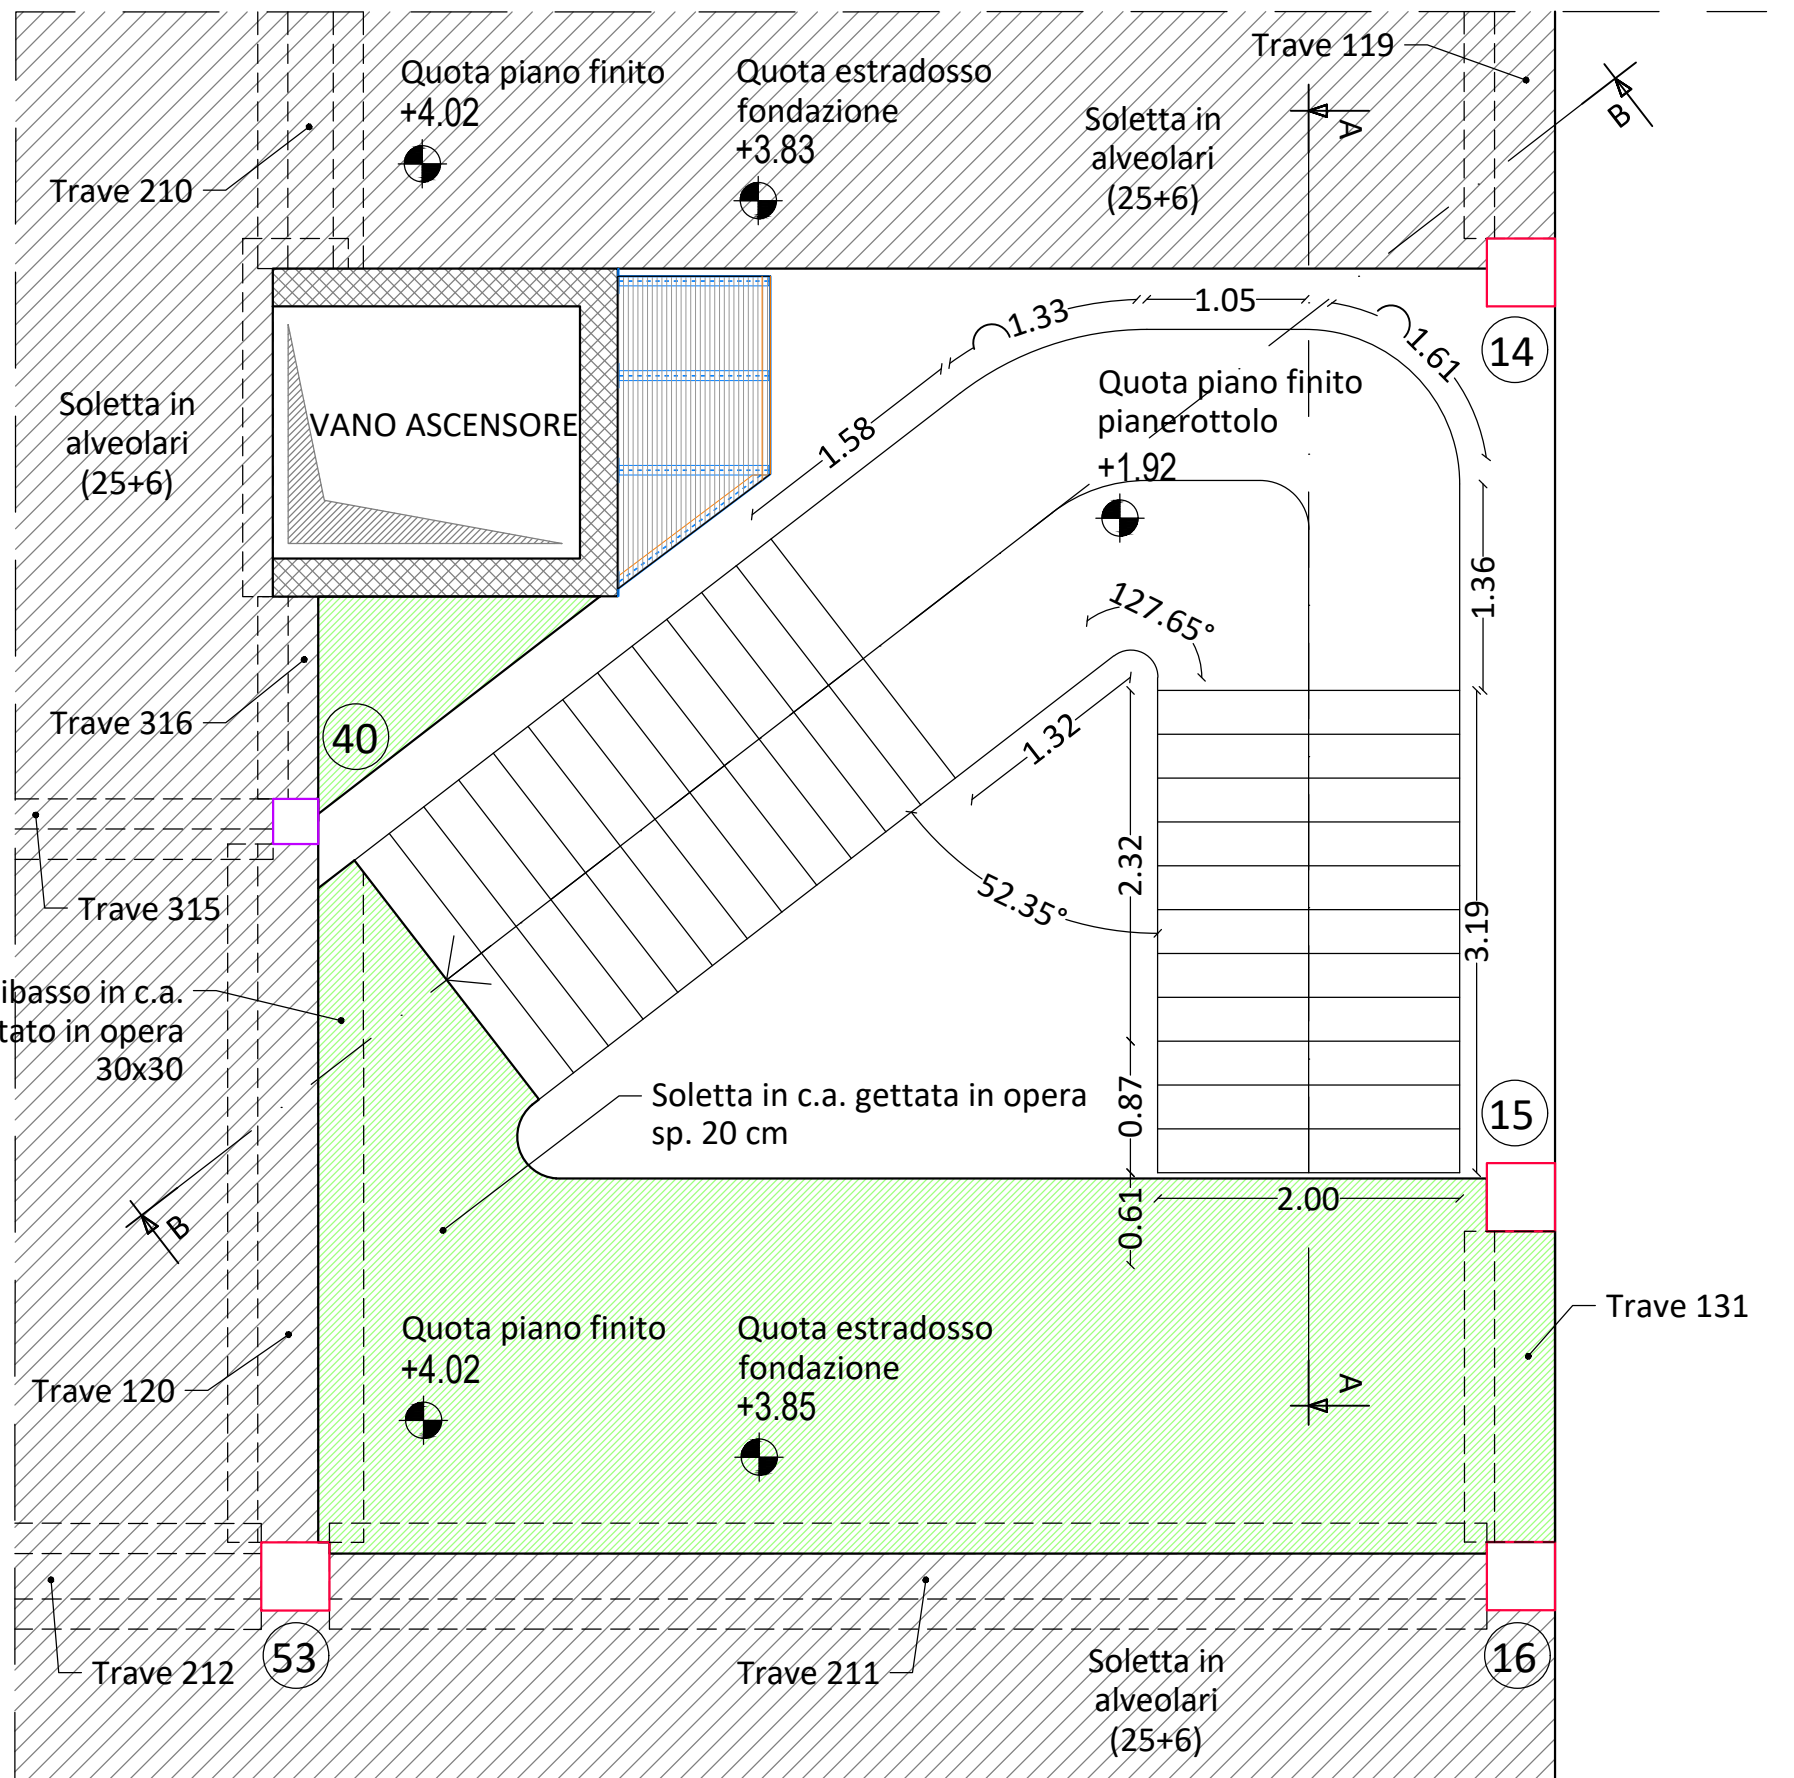 Trave 119
Quota piano finito
+4.02
Quota estradosso
fondazione
+3.83
Soletta in
alveolari
(25+6)
A
B
Trave 210
1.33
1.05
1.61
14
VANO ASCENSORE
Soletta in
alveolari
(25+6)
1.58
Quota piano finito
pianerottolo
+1.92
1.36
127.65°
Trave 316
40
1.32
2.32
52.35°
3.19
Trave 315
ibasso in c.a.
tato in opera
30x30
Soletta in c.a. gettata in opera
sp. 20 cm
0.87
15
0.61
2.00
B
Trave 131
Quota piano finito
+4.02
Quota estradosso
fondazione
+3.85
A
Trave 120
Trave 212
53
Trave 211
Soletta in
alveolari
(25+6)
16